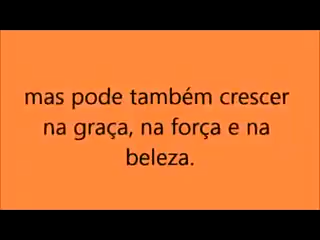 mas pode também crescer
na graça, na força e na
beleza.